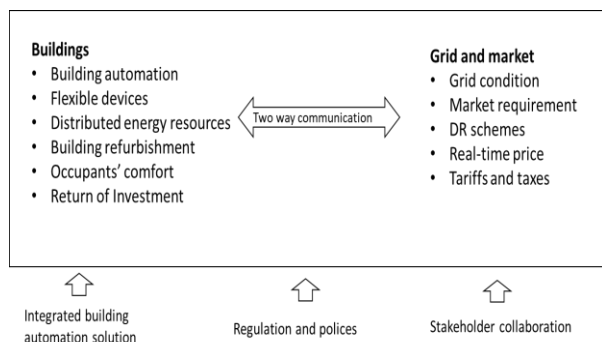 Buildings
• Building automation
• Flexible devices
• Distributed energy resources
• Building refurbishment
• Occupants' comfort
• Return of Investment
Two way communication
Grid and market
• Grid condition
• Market requirement
• DR schemes
• Real-time price
• Tariffs and taxes
Integrated building
automation solution
Regulation and polices
Stakeholder collaboration